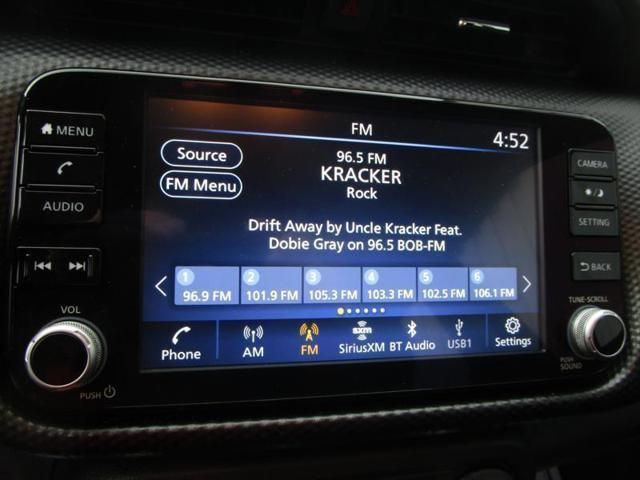 FM
4:52
MENU
AUDIO
VOL
PUSH
Source
FM Menu
96.5 FM
KRACKER
Rock
Drift Away by Uncle Kracker Feat.
Dobie Gray on 96.5 BOB-FM
1 2 3 4 5 6
96.9 FM 101.9 FM 105.3 FM 103.3 FM 102.5 FM 106.1 FM
Phone AM FM SiriusXM BT Audio USB1 Settings
sxm
CAMERA
SETTING
BACK
TUNE-SCROLL
PUSH
SOUND